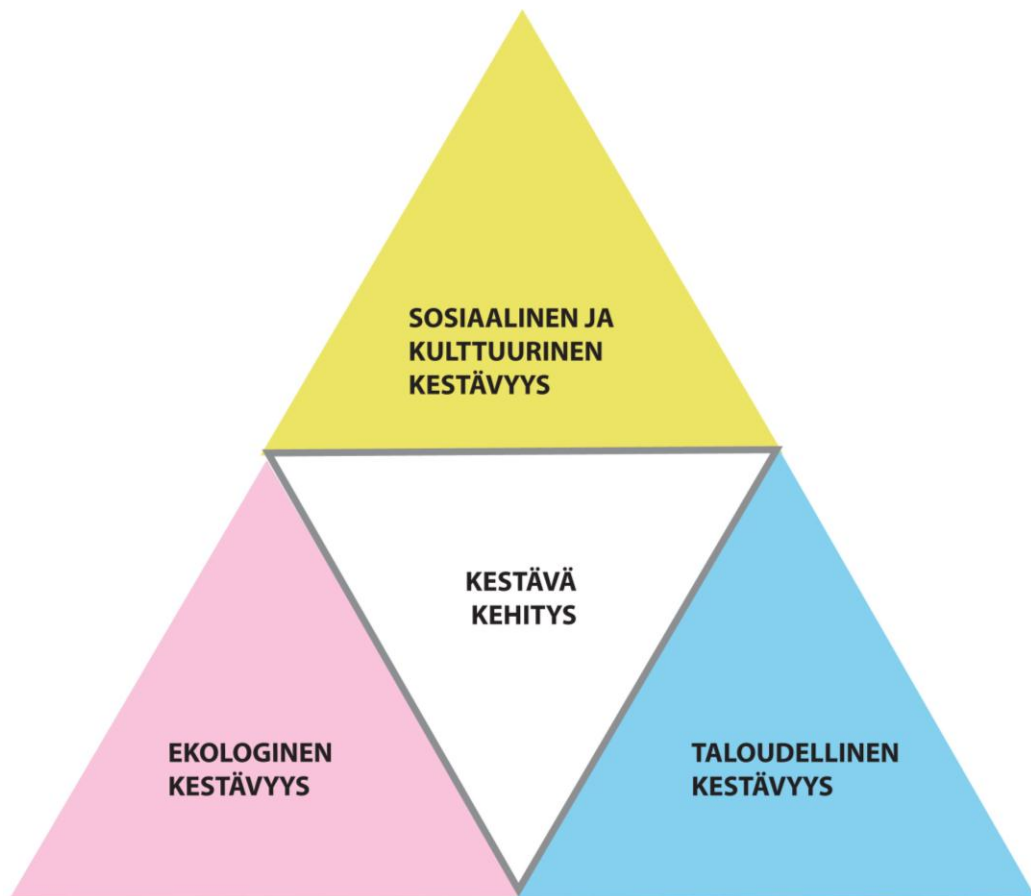 SOSIAALINEN JA
KULTTUURINEN
KESTÄVYYS
KESTÄVÄ
KEHITYS
EKOLOGINEN
KESTÄVYYS
TALOUDELLINEN
KESTÄVYYS